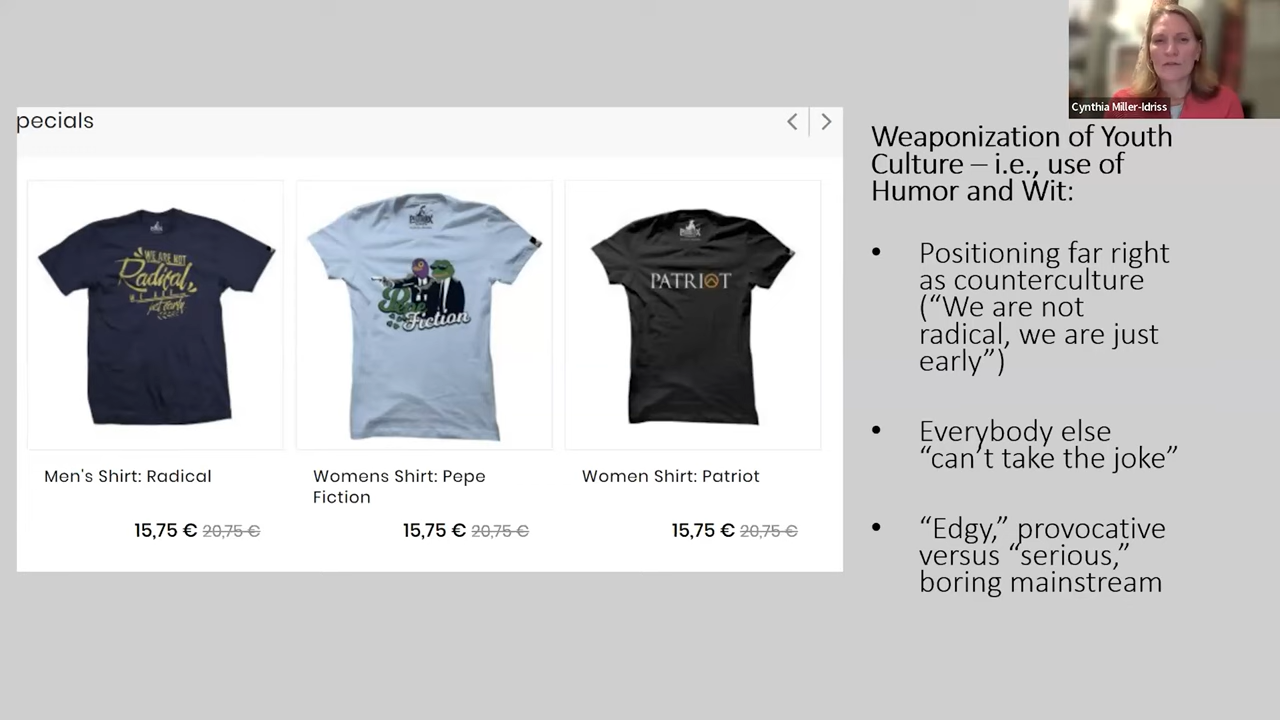 Cynthia Miller-Idriss
pecials
WE ARE NOT
Radical,
just early
Men's Shirt: Radical
15,75 € 20,75 €
Pepe
Fiction
Womens Shirt: Pepe
Fiction
15,75 € 20,75 €
PATRIOT
Women Shirt: Patriot
15,75 € 20,75 €
Weaponization of Youth
Culture – i.e., use of
Humor and Wit:
• Positioning far right
as counterculture
(“We are not
radical, we are just
early”)
• Everybody else
“can’t take the joke”
• “Edgy,” provocative
versus “serious,”
boring mainstream